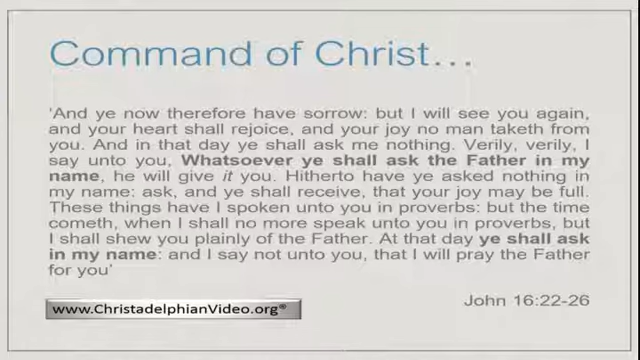 Command of Christ…
'And ye now therefore have sorrow: but I will see you again,
and your heart shall rejoice, and your joy no man taketh from
you. And in that day ye shall ask me nothing. Verily, verily, I
say unto you, Whatsoever ye shall ask the Father in my
name, he will give it you. Hitherto have ye asked nothing in
my name: ask, and ye shall receive, that your joy may be full.
These things have I spoken unto you in proverbs: but the time
cometh, when I shall no more speak unto you in proverbs, but
I shall shew you plainly of the Father. At that day ye shall ask
in my name: and I say not unto you, that I will pray the Father
for you'
www.ChristadelphianVideo.org®
John 16:22-26